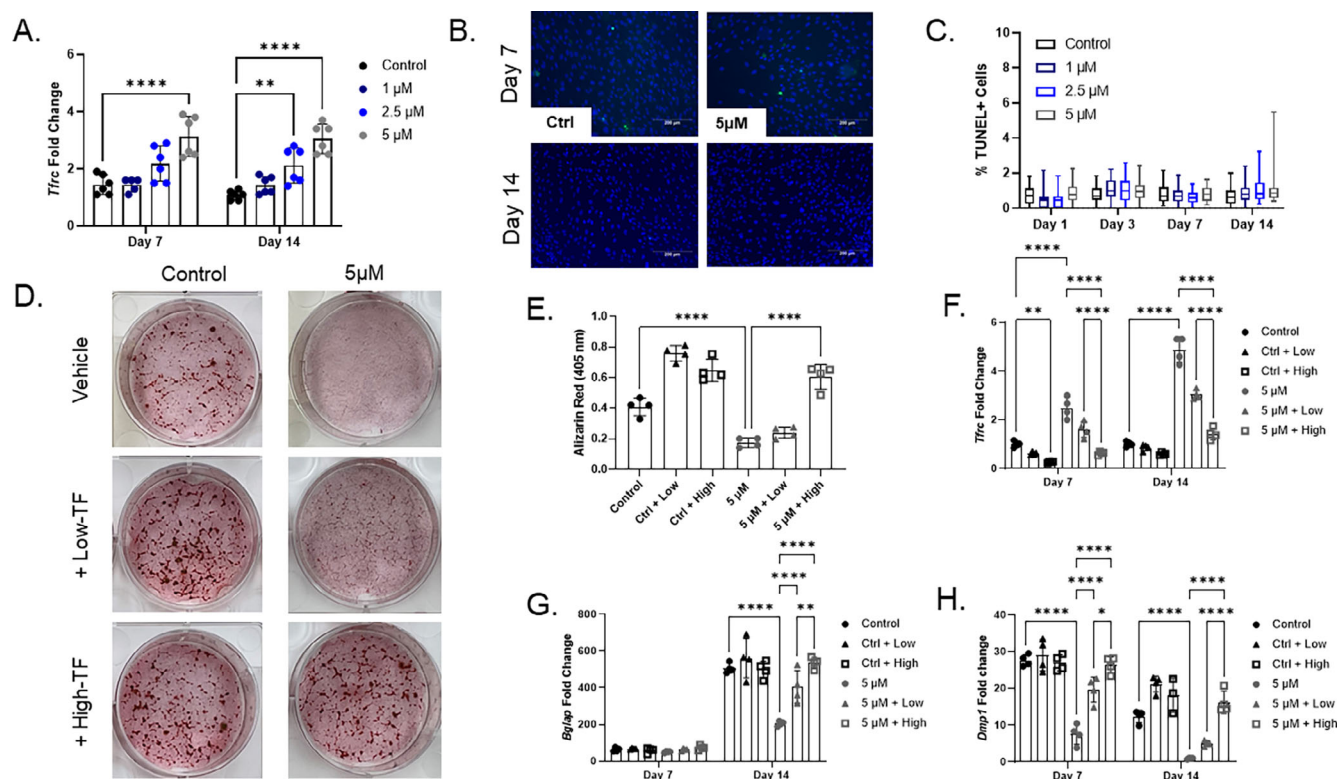 A.
Tfrc Fold Change
6
4
2
0
**** 
****
**
Day 7
Day 14
Control
1 µM
2.5 µM
5 µM
B.
Day 7
Day 14
Ctrl
5µM
200 µm
200 µm
200 µm
200 µm
C.
% TUNEL+ Cells
10
8
6
4
2
0
Control
1 µM
2.5 µM
5 µM
Day 1
Day 3
Day 7
Day 14
D.
Control
5µM
Vehicle
+ Low-TF
+ High-TF
E.
Alizarin Red (405 nm)
1.0
0.8
0.6
0.4
0.2
0.0
****
****
Control
Ctrl + Low
Ctrl + High
5 µM
5 µM + Low
5 µM + High
F.
Tfrc Fold Change
6
4
2
0
****
**
****
****
****
****
****
Day 7
Day 14
Control
Ctrl + Low
Ctrl + High
5 µM
5 µM + Low
5 µM + High
G.
Bglap Fold Change
800
600
400
200
0
****
****
****
**
Day 7
Day 14
Control
Ctrl + Low
Ctrl + High
5 µM
5 µM + Low
5 µM + High
H.
Dmp1 Fold change
40
30
20
10
0
****
****
****
*
****
****
****
Day 7
Day 14
Control
Ctrl + Low
Ctrl + High
5 µM
5 µM + Low
5 µM + High